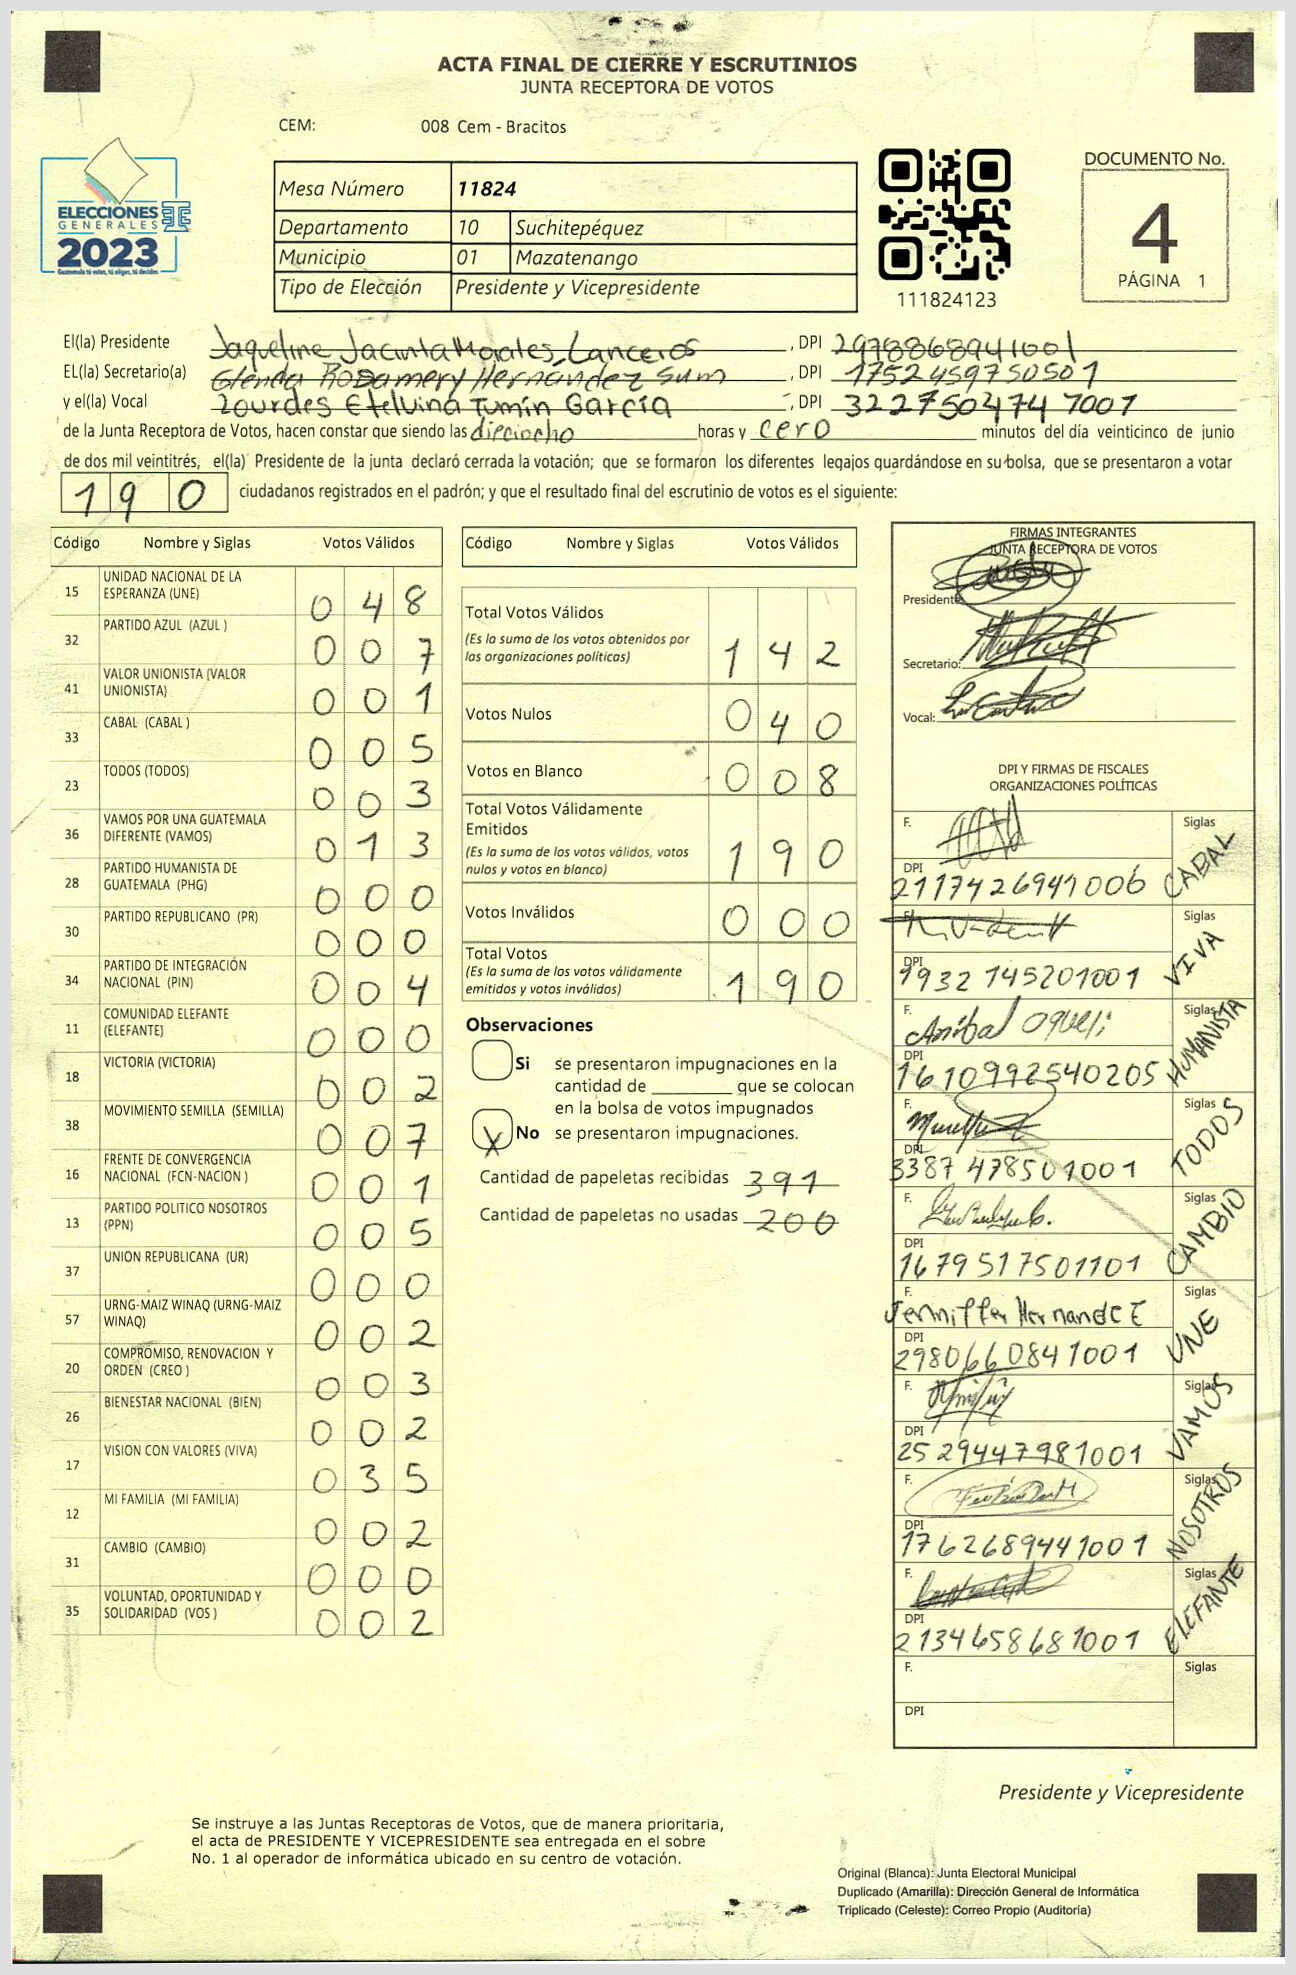 ACTA FINAL DE CIERRE Y ESCRUTINIOS
JUNTA RECEPTORA DE VOTOS
CEM: 008 Cem - Bracitos
ELECCIONES
GENERALES
2023
Guatemala tú votas, tú eliges, tú decides
Mesa Número 11824
Departamento 10 Suchitepéquez
Municipio 01 Mazatenango
Tipo de Elección Presidente y Vicepresidente
111824123
DOCUMENTO No.
4
PÁGINA 1
El(la) Presidente Jaqueline Jacinta Morales Lanceros, DPI 2978868941001
EL(la) Secretario(a) Glenda Rosamery Hernández Sum, DPI 1752459750501
y el(la) Vocal Lourdes Etelvina Tumín García, DPI 3227504747001
de la Junta Receptora de Votos, hacen constar que siendo las dieciocho horas y cero minutos del día veinticinco de junio
de dos mil veintitrés, el(la) Presidente de la junta declaró cerrada la votación; que se formaron los diferentes legajos guardándose en su bolsa, que se presentaron a votar
190 ciudadanos registrados en el padrón; y que el resultado final del escrutinio de votos es el siguiente:
Código Nombre y Siglas Votos Válidos
15 UNIDAD NACIONAL DE LA ESPERANZA (UNE) 0 4 8
32 PARTIDO AZUL (AZUL ) 0 0 7
41 VALOR UNIONISTA (VALOR UNIONISTA) 0 0 1
33 CABAL (CABAL ) 0 0 5
23 TODOS (TODOS) 0 0 3
36 VAMOS POR UNA GUATEMALA DIFERENTE (VAMOS) 0 1 3
28 PARTIDO HUMANISTA DE GUATEMALA (PHG) 0 0 0
30 PARTIDO REPUBLICANO (PR) 0 0 0
34 PARTIDO DE INTEGRACIÓN NACIONAL (PIN) 0 0 4
11 COMUNIDAD ELEFANTE (ELEFANTE) 0 0 0
18 VICTORIA (VICTORIA) 0 0 2
38 MOVIMIENTO SEMILLA (SEMILLA) 0 0 7
16 FRENTE DE CONVERGENCIA NACIONAL (FCN-NACION ) 0 0 1
13 PARTIDO POLITICO NOSOTROS (PPN) 0 0 5
37 UNION REPUBLICANA (UR) 0 0 0
57 URNG-MAIZ WINAQ (URNG-MAIZ WINAQ) 0 0 2
20 COMPROMISO, RENOVACION Y ORDEN (CREO ) 0 0 3
26 BIENESTAR NACIONAL (BIEN) 0 0 2
17 VISION CON VALORES (VIVA) 0 3 5
12 MI FAMILIA (MI FAMILIA) 0 0 2
31 CAMBIO (CAMBIO) 0 0 0
35 VOLUNTAD, OPORTUNIDAD Y SOLIDARIDAD (VOS ) 0 0 2
Código Nombre y Siglas Votos Válidos
Total Votos Válidos 1 4 2
(Es la suma de los votos obtenidos por
las organizaciones políticas)
Votos Nulos 0 4 0
Votos en Blanco 0 0 8
Total Votos Válidamente
Emitidos 1 9 0
(Es la suma de los votos válidos, votos
nulos y votos en blanco)
Votos Inválidos 0 0 0
Total Votos 1 9 0
(Es la suma de los votos válidamente
emitidos y votos inválidos)
Observaciones
Si se presentaron impugnaciones en la
cantidad de ________ que se colocan
en la bolsa de votos impugnados
X No se presentaron impugnaciones.
Cantidad de papeletas recibidas 391
Cantidad de papeletas no usadas 200
FIRMAS INTEGRANTES
JUNTA RECEPTORA DE VOTOS
Presidente:
Secretario:
Vocal:
DPI Y FIRMAS DE FISCALES
ORGANIZACIONES POLÍTICAS
F. Siglas CABAL
DPI 2117426941006
F. Siglas VIVA
DPI 1932145201001
F. Anibal Oqueli Siglas HUMANISTA
DPI 1610992540205
F. Siglas TODOS
DPI 3387478501001
F. Siglas CAMBIO
DPI 1679517501101
F. Jenniffer Hernandez Siglas UNE
DPI 2980660841001
F. Siglas VAMOS
DPI 2529447981001
F. Siglas NOSOTROS
DPI 1762689441001
F. Siglas ELEFANTE
DPI 2134658681001
F. Siglas
DPI
Presidente y Vicepresidente
Se instruye a las Juntas Receptoras de Votos, que de manera prioritaria,
el acta de PRESIDENTE Y VICEPRESIDENTE sea entregada en el sobre
No. 1 al operador de informática ubicado en su centro de votación.
Original (Blanca): Junta Electoral Municipal
Duplicado (Amarilla): Dirección General de Informática
Triplicado (Celeste): Correo Propio (Auditoría)